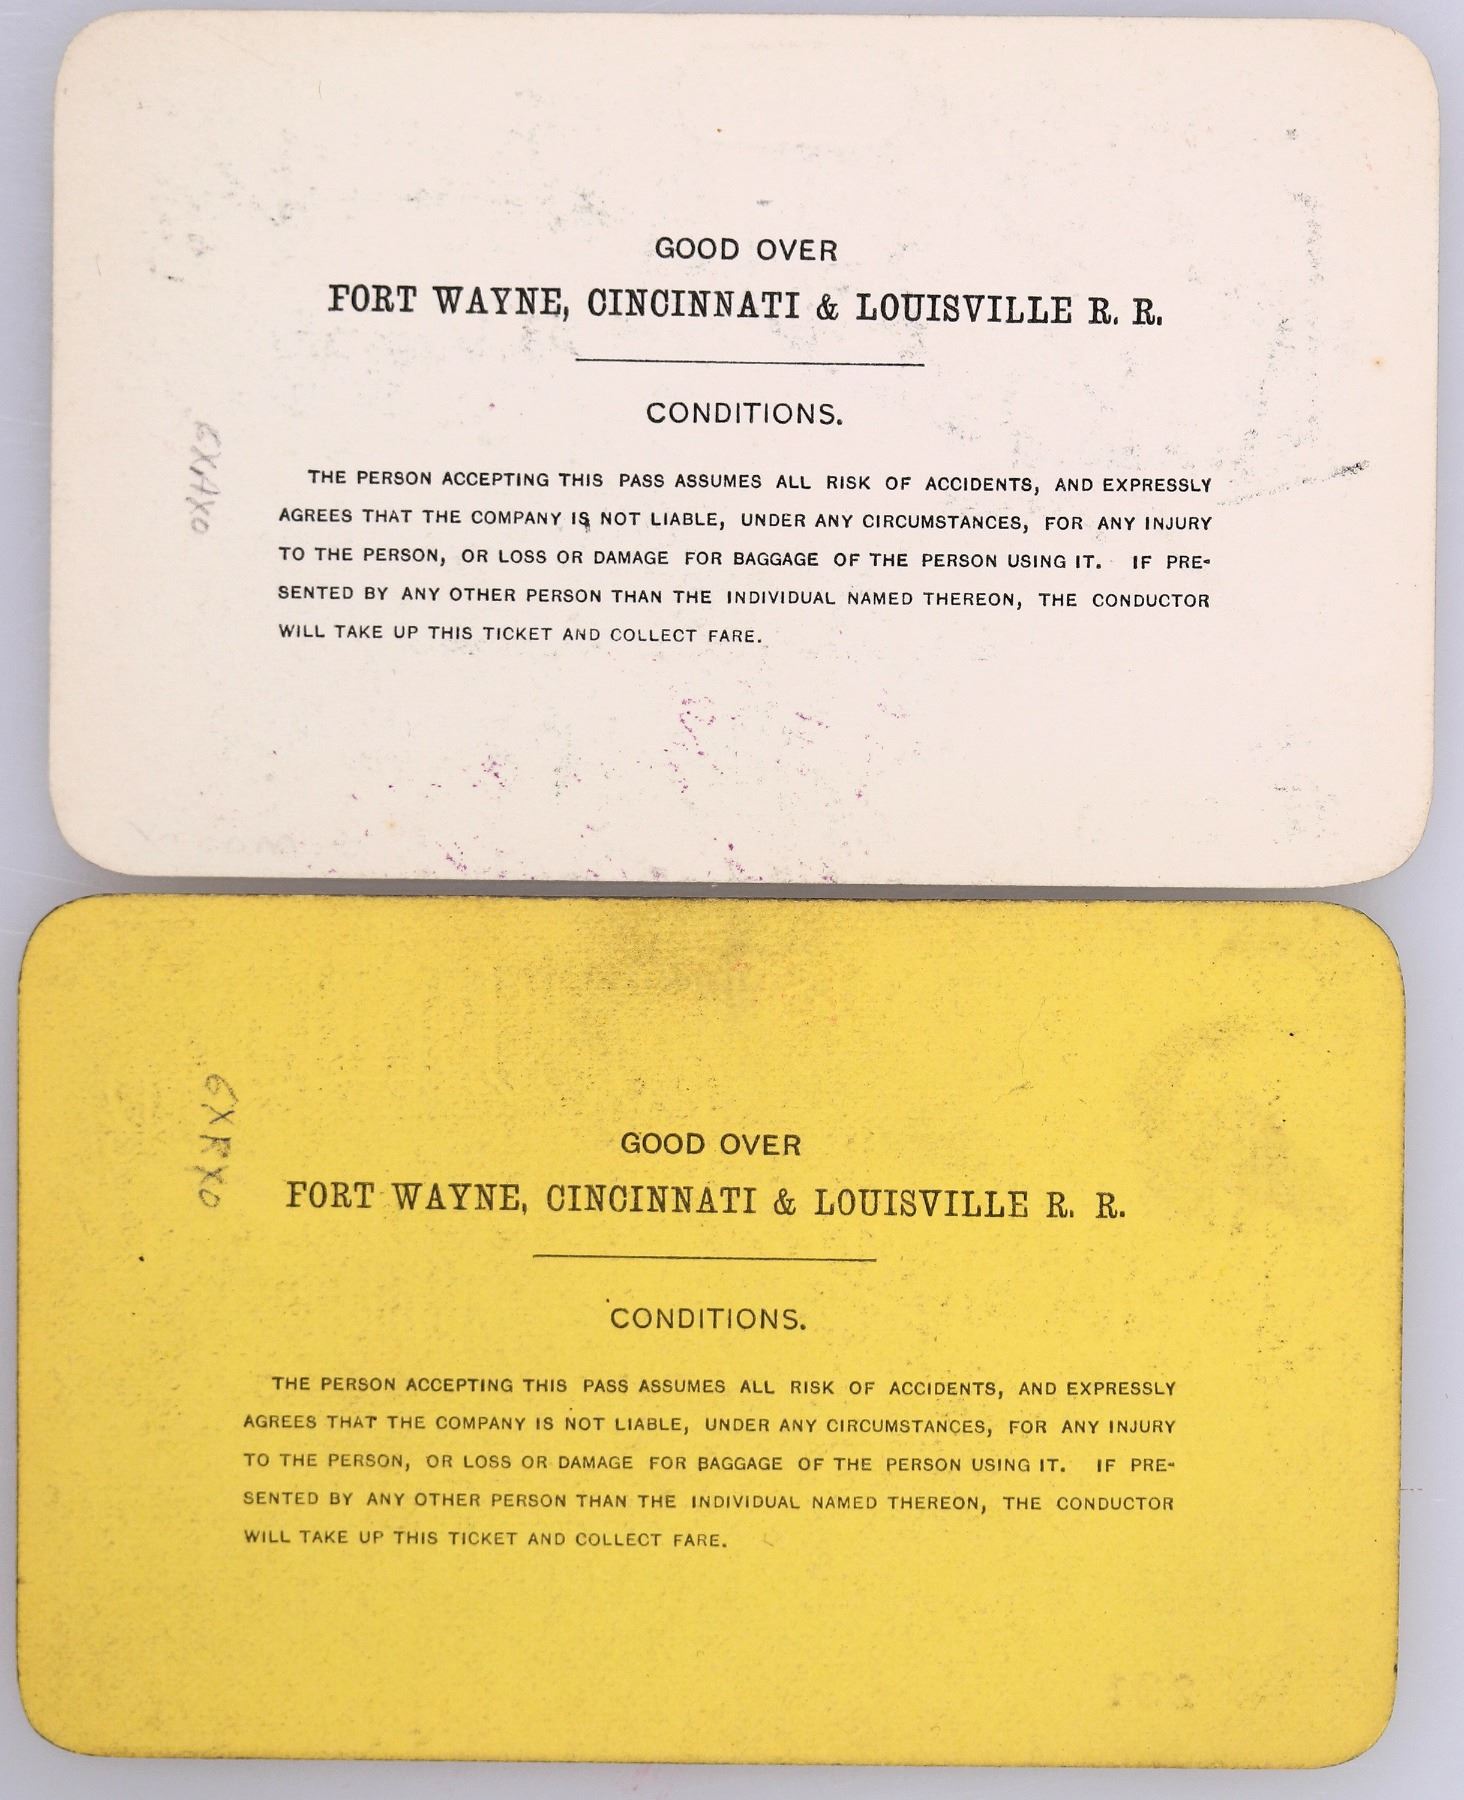 GOOD OVER
FORT WAYNE, CINCINNATI & LOUISVILLE R. R.
CONDITIONS.
THE PERSON ACCEPTING THIS PASS ASSUMES ALL RISK OF ACCIDENTS, AND EXPRESSLY
AGREES THAT THE COMPANY IS NOT LIABLE, UNDER ANY CIRCUMSTANCES, FOR ANY INJURY
TO THE PERSON, OR LOSS OR DAMAGE FOR BAGGAGE OF THE PERSON USING IT. IF PRE-
SENTED BY ANY OTHER PERSON THAN THE INDIVIDUAL NAMED THEREON, THE CONDUCTOR
WILL TAKE UP THIS TICKET AND COLLECT FARE.
GOOD OVER
FORT WAYNE, CINCINNATI & LOUISVILLE R. R.
CONDITIONS.
THE PERSON ACCEPTING THIS PASS ASSUMES ALL RISK OF ACCIDENTS, AND EXPRESSLY
AGREES THAT THE COMPANY IS NOT LIABLE, UNDER ANY CIRCUMSTANCES, FOR ANY INJURY
TO THE PERSON, OR LOSS OR DAMAGE FOR BAGGAGE OF THE PERSON USING IT. IF PRE-
SENTED BY ANY OTHER PERSON THAN THE INDIVIDUAL NAMED THEREON, THE CONDUCTOR
WILL TAKE UP THIS TICKET AND COLLECT FARE.